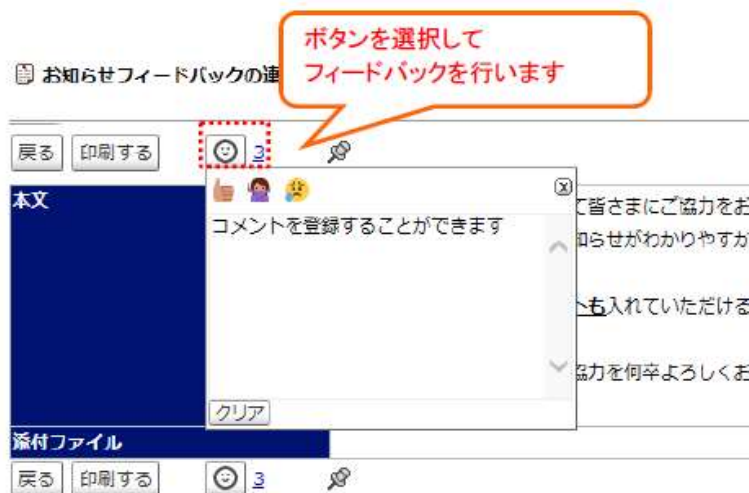 ボタンを選択して
フィードバックを行います
お知らせフィードバックの連
戻る 印刷する 3
本文
コメントを登録することができます
て皆さまにご協力をお
知らせがわかりやすか
も入れていただける
協力を何卒よろしくお
クリア
添付ファイル
戻る 印刷する 3